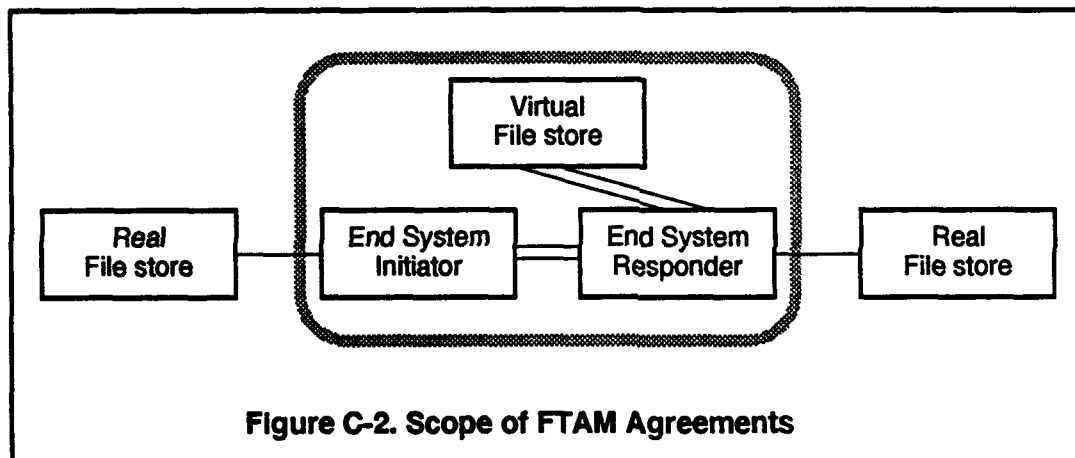 Virtual
File store
Real
File store
End System
Initiator
End System
Responder
Real
File store
Figure C-2. Scope of FTAM Agreements